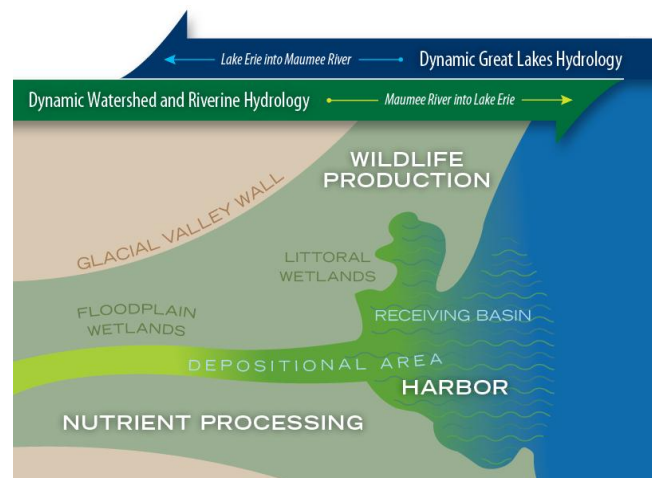 Lake Erie into Maumee River
Dynamic Great Lakes Hydrology
Dynamic Watershed and Riverine Hydrology
Maumee River into Lake Erie
WILDLIFE
PRODUCTION
GLACIAL VALLEY WALL
LITTORAL
WETLANDS
FLOODPLAIN
WETLANDS
RECEIVING BASIN
DEPOSITIONAL AREA
HARBOR
NUTRIENT PROCESSING